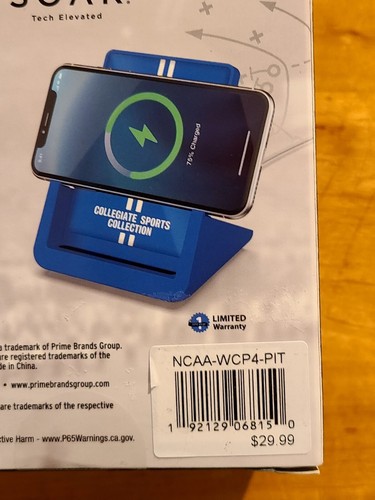 SOAR.
Tech Elevated
75% Charged
COLLEGIATE SPORTS
COLLECTION
LIMITED
Warranty
a trademark of Prime Brands Group.
are registered trademarks of the
de in China.
• www.primebrandsgroup.com
are trademarks of the respective
ctive Harm - www.P65Warnings.ca.gov.
NCAA-WCP4-PIT
1 92129 06815 0
$29.99